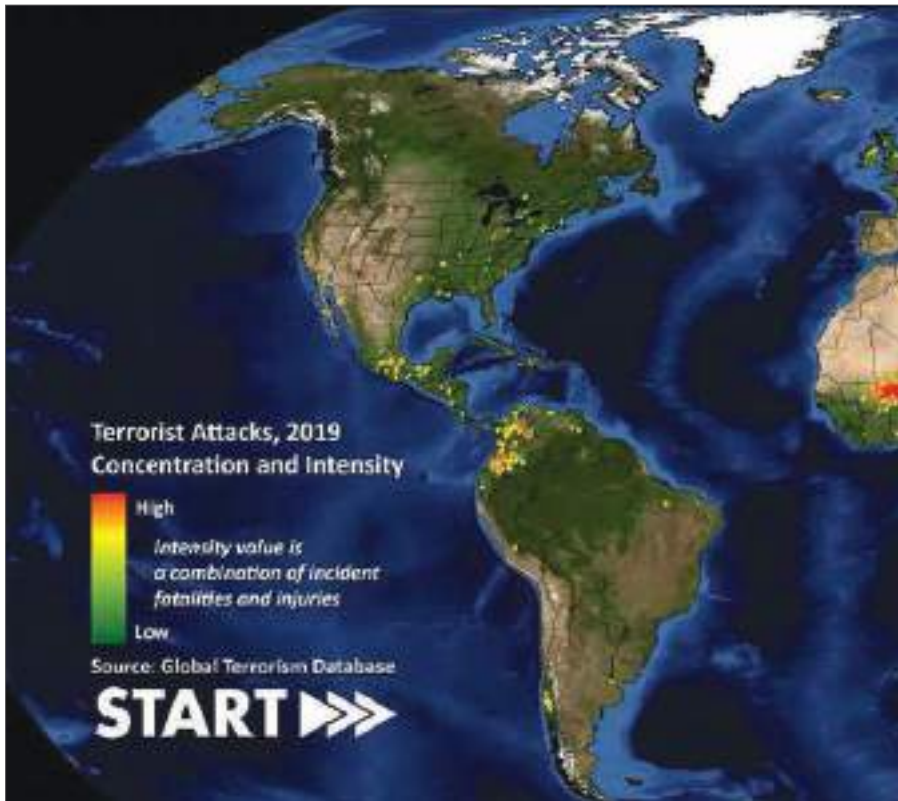 Terrorist Attacks, 2019
Concentration and Intensity
High
Intensity value is
a combination of incident
fatalities and injuries
Low
Source: Global Terrorism Database
START